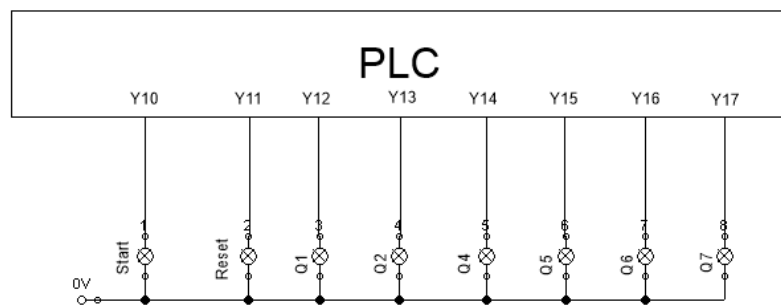 PLC
Y10 Y11 Y12 Y13 Y14 Y15 Y16 Y17
1 2 3 4 5 6 7 8
Start Reset Q1 Q2 Q4 Q5 Q6 Q7
0V